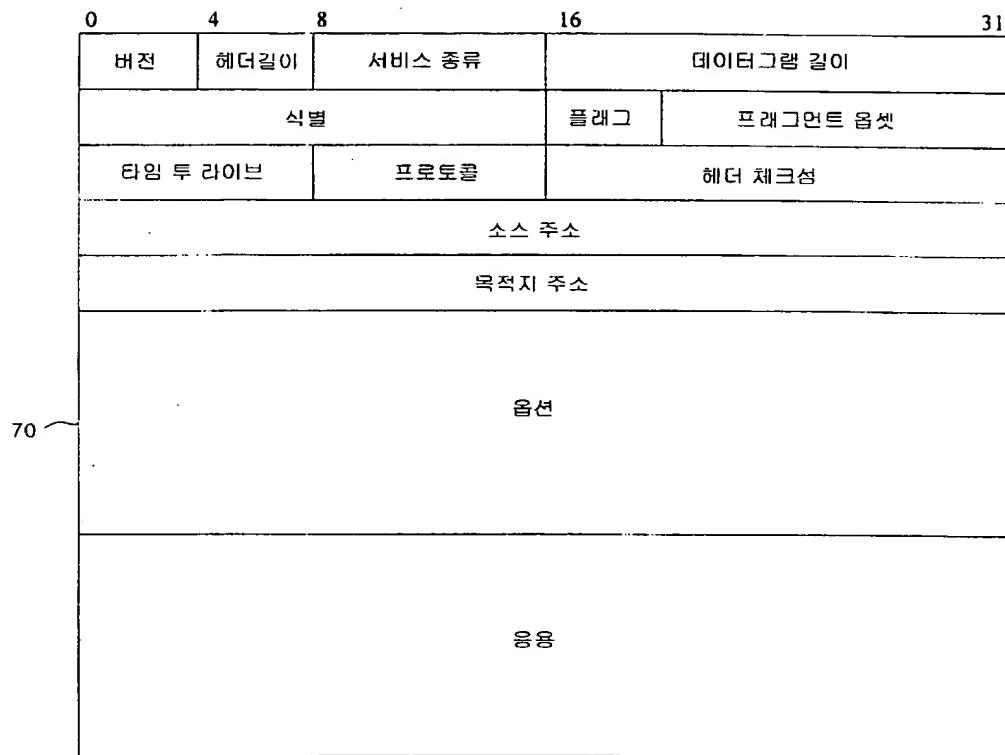 0 4 8 16 31
버전 헤더길이 서비스 종류 데이터그램 길이
식별 플래그 프래그먼트 옵셋
타임 투 라이브 프로토콜 헤더 체크섬
소스 주소
목적지 주소
옵션
70
응용